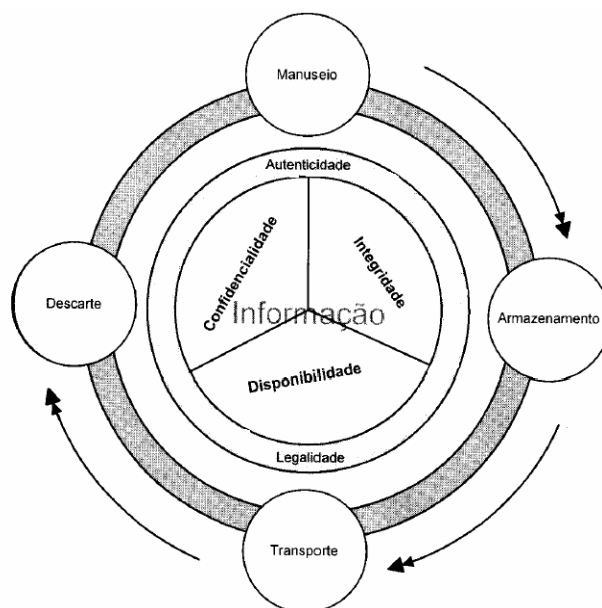 Manuseio
Autenticidade
Confidencialidade
Integridade
Descarte
Informação
Armazenamento
Disponibilidade
Legalidade
Transporte